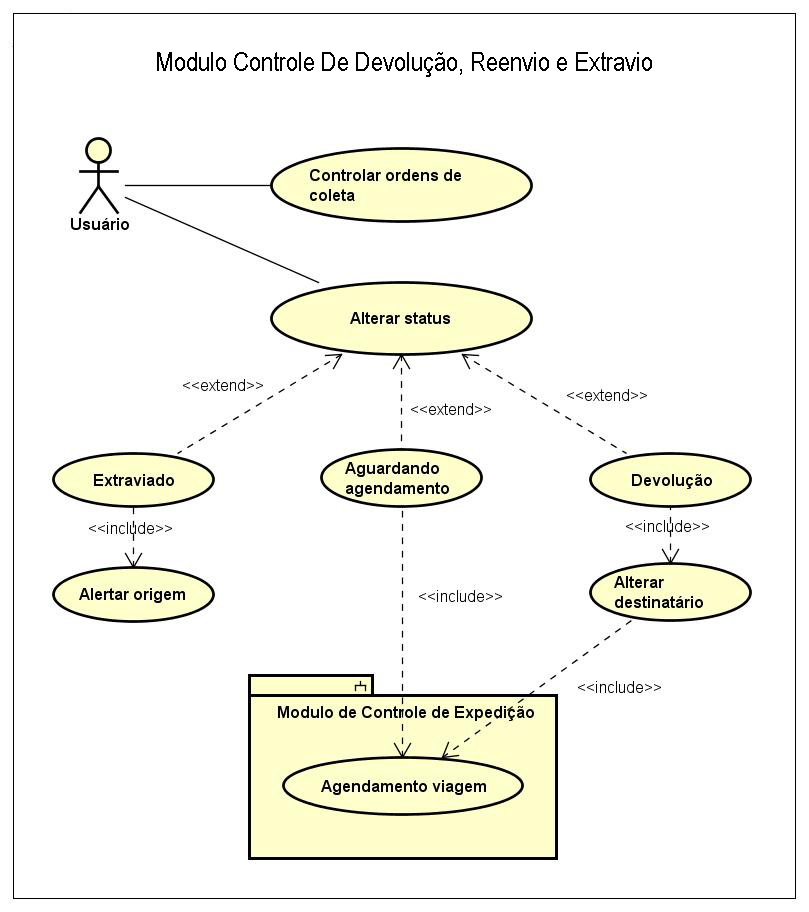 Modulo Controle De Devolução, Reenvio e Extravio
Controlar ordens de
coleta
Usuário
Alterar status
<<extend>>
<<extend>>
<<extend>>
Extraviado
Aguardando
agendamento
Devolução
<<include>>
<<include>>
Alertar origem
Alterar
destinatário
<<include>>
<<include>>
Modulo de Controle de Expedição
Agendamento viagem